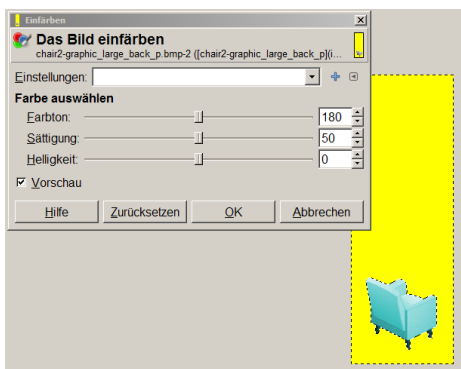 Einfärben
Das Bild einfärben
chair2-graphic_large_back_p.bmp-2 ([chair2-graphic_large_back_p](i...
Einstellungen:
Farbe auswählen
Farbton: 180
Sättigung: 50
Helligkeit: 0
Vorschau
Hilfe Zurücksetzen OK Abbrechen